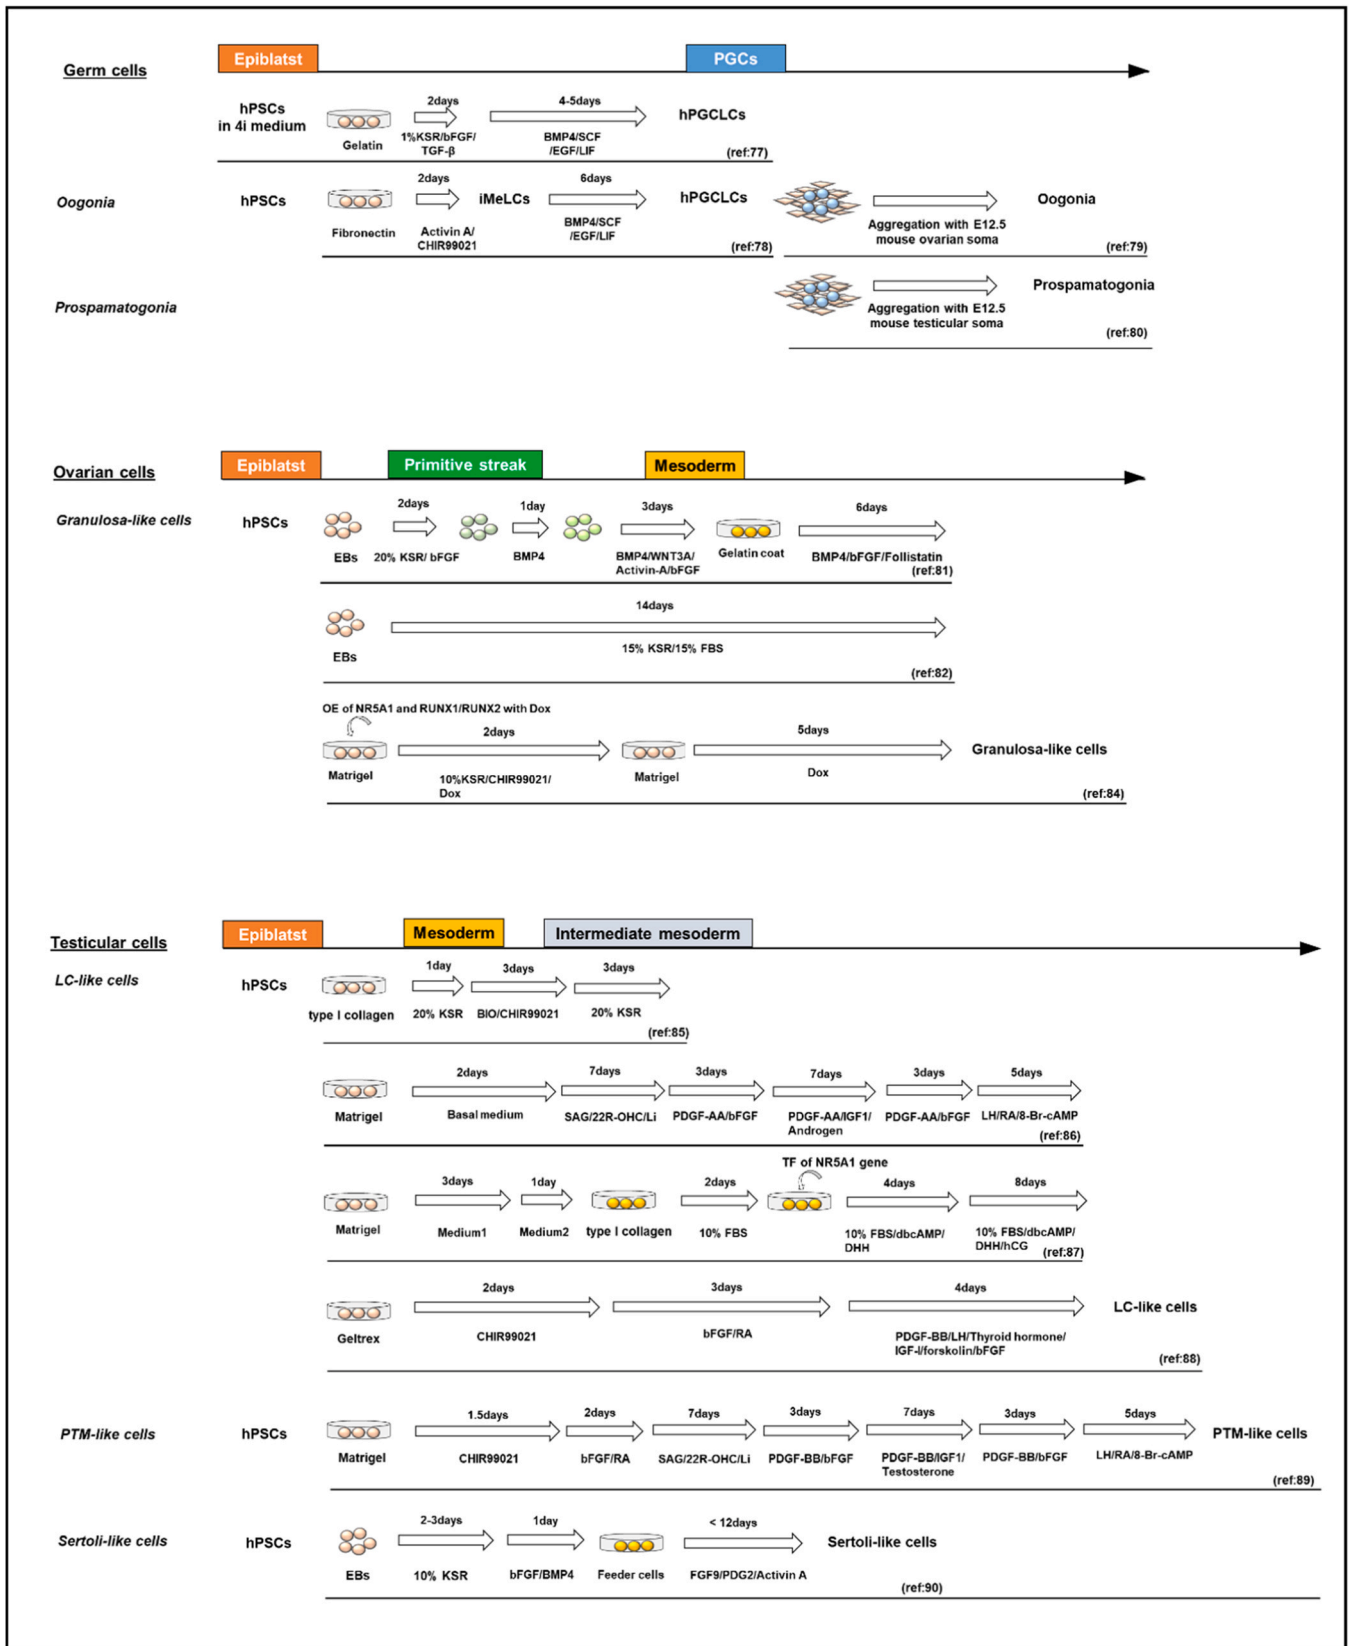 Epiblatst
PGCs
Germ cells
hPSCs
in 4i medium
2days
4-5days
hPGCLCs
Gelatin
1%KSR/bFGF/
TGF-β
BMP4/SCF
/EGF/LIF
(ref:77)
Oogonia
hPSCs
2days
iMeLCs
6days
hPGCLCs
Oogonia
Fibronectin
Activin A/
CHIR99021
BMP4/SCF
/EGF/LIF
(ref:78)
Aggregation with E12.5
mouse ovarian soma
(ref:79)
Prospamatogonia
Prospamatogonia
Aggregation with E12.5
mouse testicular soma
(ref:80)
Epiblatst
Primitive streak
Mesoderm
Ovarian cells
Granulosa-like cells
hPSCs
2days
1day
3days
6days
EBs
20% KSR/ bFGF
BMP4
BMP4/WNT3A/
Activin-A/bFGF
Gelatin coat
BMP4/bFGF/Follistatin
(ref:81)
14days
EBs
15% KSR/15% FBS
(ref:82)
OE of NR5A1 and RUNX1/RUNX2 with Dox
2days
5days
Granulosa-like cells
Matrigel
10%KSR/CHIR99021/
Dox
Matrigel
Dox
(ref:84)
Epiblatst
Mesoderm
Intermediate mesoderm
Testicular cells
LC-like cells
hPSCs
1day
3days
3days
type I collagen
20% KSR
BIO/CHIR99021
20% KSR
(ref:85)
2days
7days
3days
7days
3days
5days
Matrigel
Basal medium
SAG/22R-OHC/Li
PDGF-AA/bFGF
PDGF-AA/IGF1/
Androgen
PDGF-AA/bFGF
LH/RA/8-Br-cAMP
(ref:86)
TF of NR5A1 gene
3days
1day
2days
4days
8days
Matrigel
Medium1
Medium2
type I collagen
10% FBS
10% FBS/dbcAMP/
DHH
10% FBS/dbcAMP/
DHH/hCG
(ref:87)
2days
3days
4days
LC-like cells
Geltrex
CHIR99021
bFGF/RA
PDGF-BB/LH/Thyroid hormone/
IGF-I/forskolin/bFGF
(ref:88)
PTM-like cells
hPSCs
1.5days
2days
7days
3days
7days
3days
5days
PTM-like cells
Matrigel
CHIR99021
bFGF/RA
SAG/22R-OHC/Li
PDGF-BB/bFGF
PDGF-BB/IGF1/
Testosterone
PDGF-BB/bFGF
LH/RA/8-Br-cAMP
(ref:89)
Sertoli-like cells
hPSCs
2-3days
1day
< 12days
Sertoli-like cells
EBs
10% KSR
bFGF/BMP4
Feeder cells
FGF9/PDG2/Activin A
(ref:90)